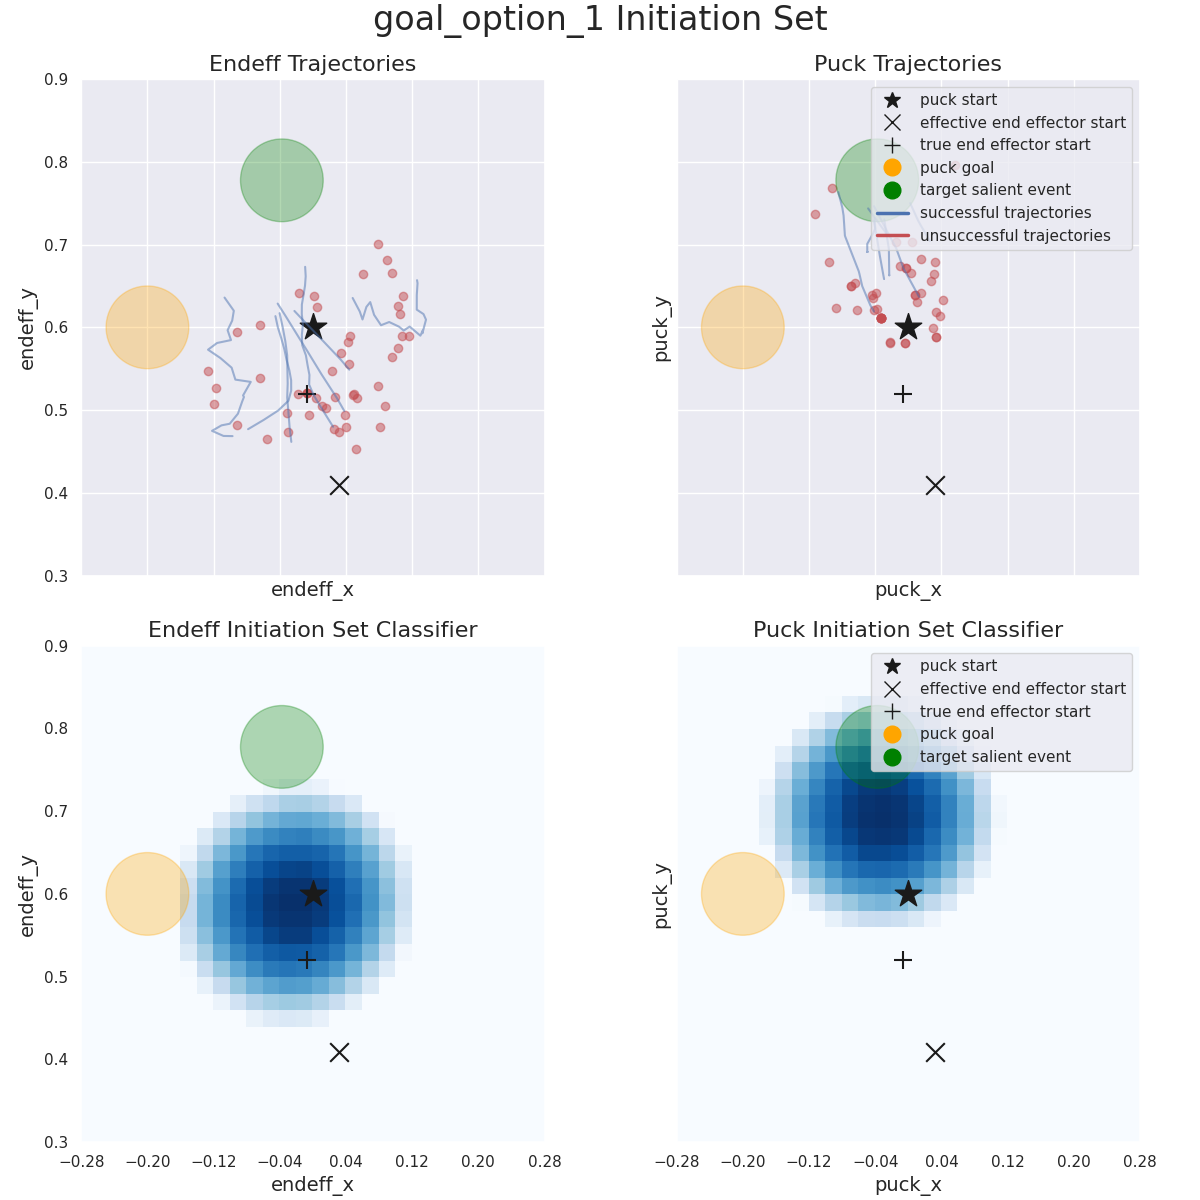 goal_option_1 Initiation Set
Endeff Trajectories
0.9
0.8
0.7
0.6
0.5
0.4
0.3
endeff_y
endeff_x
Puck Trajectories
puck start
effective end effector start
true end effector start
puck goal
target salient event
successful trajectories
unsuccessful trajectories
puck_y
puck_x
Endeff Initiation Set Classifier
0.9
0.8
0.7
0.6
0.5
0.4
0.3
endeff_y
−0.28 −0.20 −0.12 −0.04 0.04 0.12 0.20 0.28
endeff_x
Puck Initiation Set Classifier
puck start
effective end effector start
true end effector start
puck goal
target salient event
puck_y
−0.28 −0.20 −0.12 −0.04 0.04 0.12 0.20 0.28
puck_x